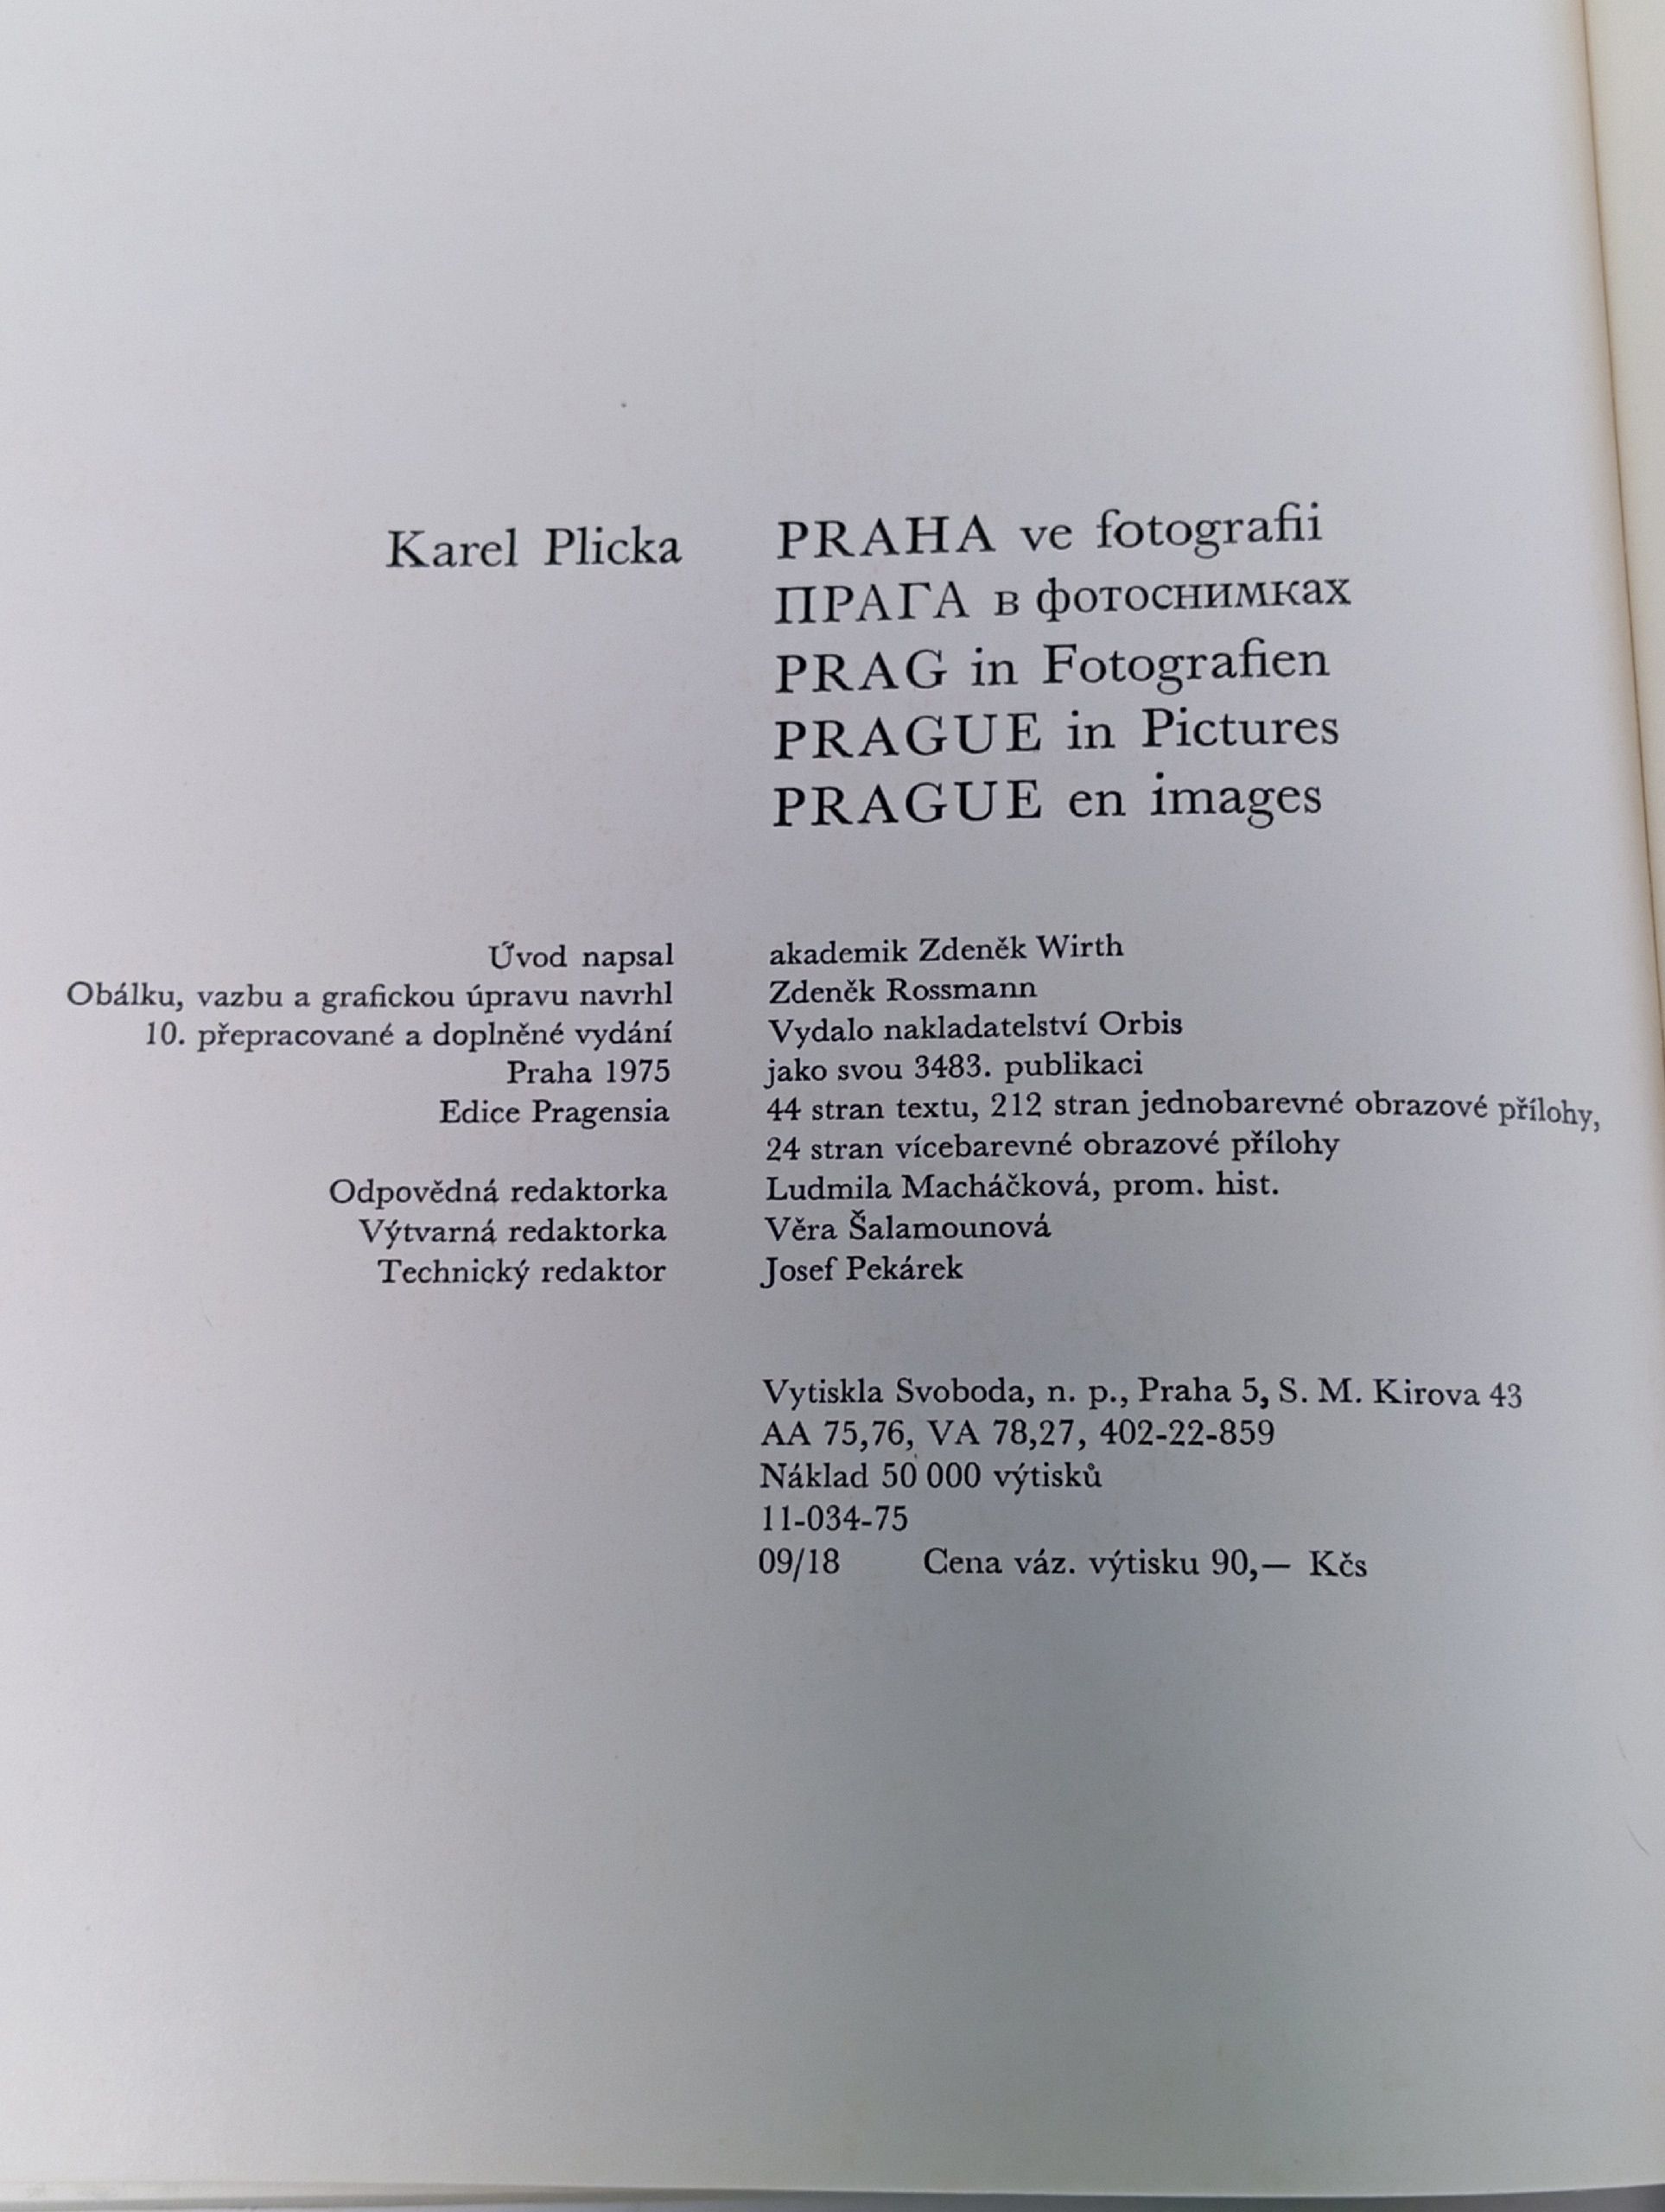 Karel Plicka PRAHA ve fotografii
ПРАГА в фотоснимках
PRAG in Fotografien
PRAGUE in Pictures
PRAGUE en images
Úvod napsal akademik Zdeněk Wirth
Obálku, vazbu a grafickou úpravu navrhl Zdeněk Rossmann
10. přepracované a doplněné vydání Vydalo nakladatelství Orbis
Praha 1975 jako svou 3483. publikaci
Edice Pragensia 44 stran textu, 212 stran jednobarevné obrazové přílohy,
24 stran vícebarevné obrazové přílohy
Odpovědná redaktorka Ludmila Macháčková, prom. hist.
Výtvarná redaktorka Věra Šalamounová
Technický redaktor Josef Pekárek
Vytiskla Svoboda, n. p., Praha 5, S. M. Kirova 43
AA 75,76, VA 78,27, 402-22-859
Náklad 50 000 výtisků
11-034-75
09/18 Cena váz. výtisku 90,— Kčs